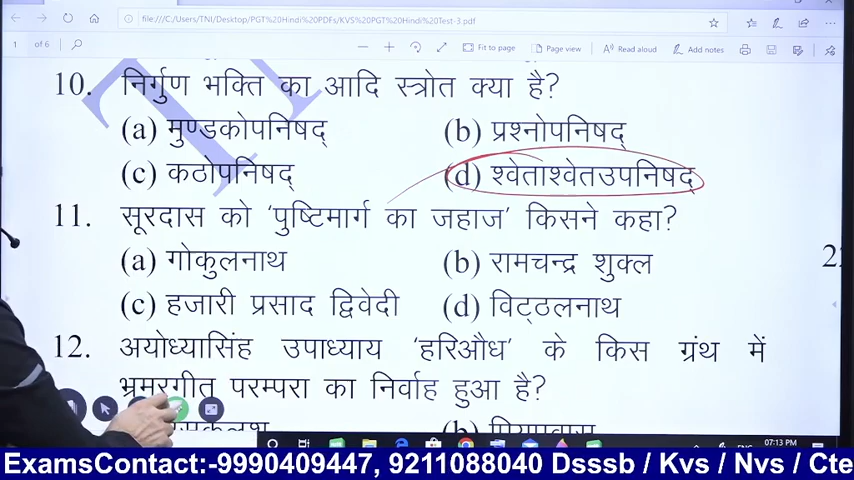 file:///C:/Users/TNI/Desktop/PGT%20Hindi%20PDFs/KVS%20PGT%20Hindi%20Test-3.pdf
1 of 6 Fit to page Page view Read aloud Add notes
10. निर्गुण भक्ति का आदि स्त्रोत क्या है?
(a) मुण्डकोपनिषद् (b) प्रश्नोपनिषद्
(c) कठोपनिषद् (d) श्वेताश्वेतउपनिषद्
11. सूरदास को 'पुष्टिमार्ग का जहाज' किसने कहा?
(a) गोकुलनाथ (b) रामचन्द्र शुक्ल
(c) हजारी प्रसाद द्विवेदी (d) विट्ठलनाथ
12. अयोध्यासिंह उपाध्याय 'हरिऔध' के किस ग्रंथ में
भ्रमरगीत परम्परा का निर्वाह हुआ है?
(b) प्रियप्रवास
07:13 PM
ExamsContact:-9990409447, 9211088040 Dsssb / Kvs / Nvs / Cte